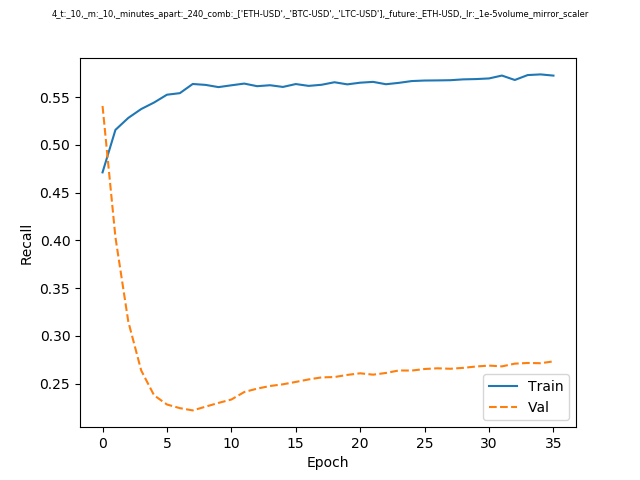 4_t:_10,_m:_10,_minutes_apart:_240_comb:_['ETH-USD',_'BTC-USD',_'LTC-USD'],_future:_ETH-USD,_lr:_1e-5volume_mirror_scaler
0.55
0.50
0.45
0.40
0.35
0.30
0.25
Recall
Train
Val
0 5 10 15 20 25 30 35
Epoch